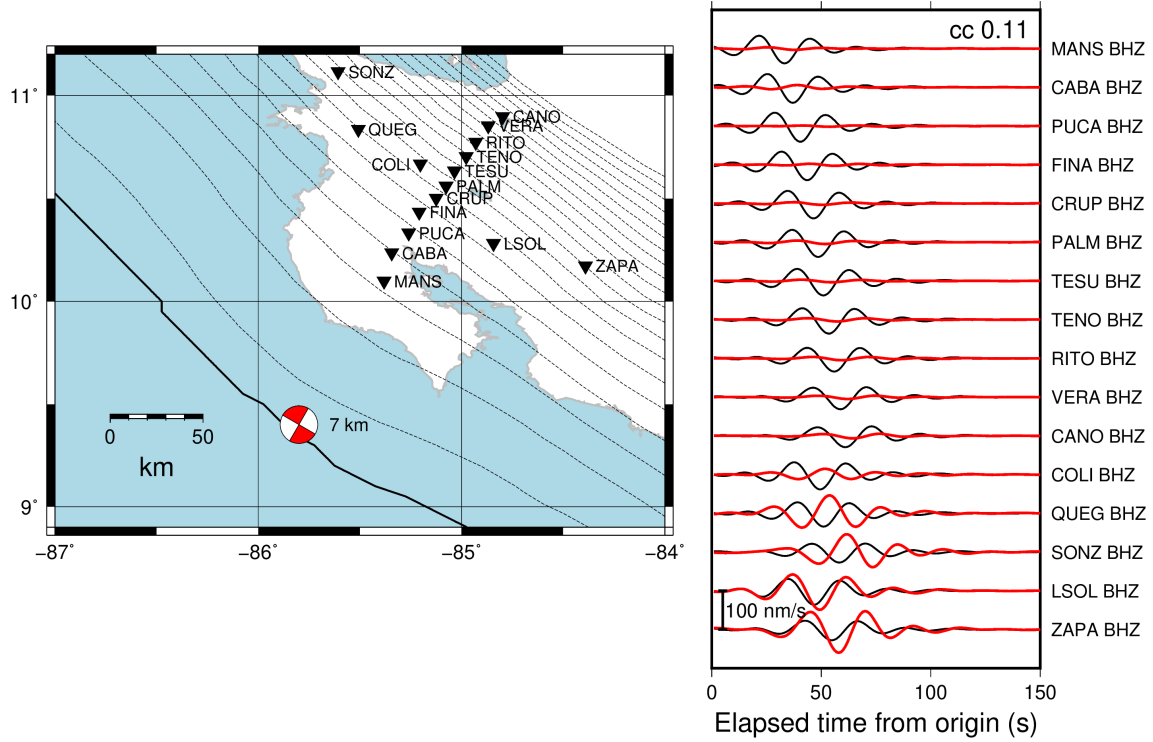 cc 0.11
MANS BHZ
CABA BHZ
PUCA BHZ
FINA BHZ
CRUP BHZ
PALM BHZ
TESU BHZ
TENO BHZ
RITO BHZ
VERA BHZ
CANO BHZ
COLI BHZ
QUEG BHZ
SONZ BHZ
LSOL BHZ
ZAPA BHZ
100 nm/s
0 50 100 150
Elapsed time from origin (s)
11˚
10˚
9˚
−87˚ −86˚ −85˚ −84˚
SONZ
CANO
VERA
QUEG
RITO
TENO
COLI
TESU
PALM
CRUP
FINA
PUCA
LSOL
CABA
ZAPA
MANS
7 km
0 50
km